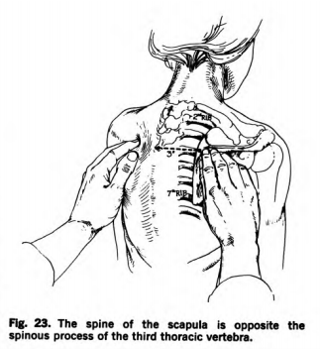 2ⁿᵈ RIB
3
7ᵗʰ RIB
Fig. 23. The spine of the scapula is opposite the
spinous process of the third thoracic vertebra.